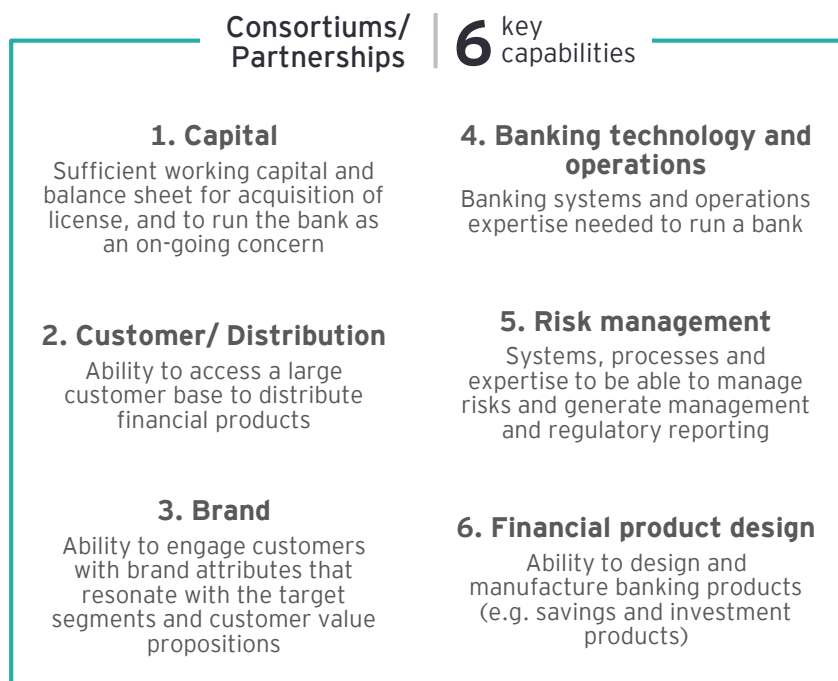 Consortiums/
Partnerships
6 key
capabilities
1. Capital
Sufficient working capital and
balance sheet for acquisition of
license, and to run the bank as
an on-going concern
2. Customer/ Distribution
Ability to access a large
customer base to distribute
financial products
3. Brand
Ability to engage customers
with brand attributes that
resonate with the target
segments and customer value
propositions
4. Banking technology and
operations
Banking systems and operations
expertise needed to run a bank
5. Risk management
Systems, processes and
expertise to be able to manage
risks and generate management
and regulatory reporting
6. Financial product design
Ability to design and
manufacture banking products
(e.g. savings and investment
products)